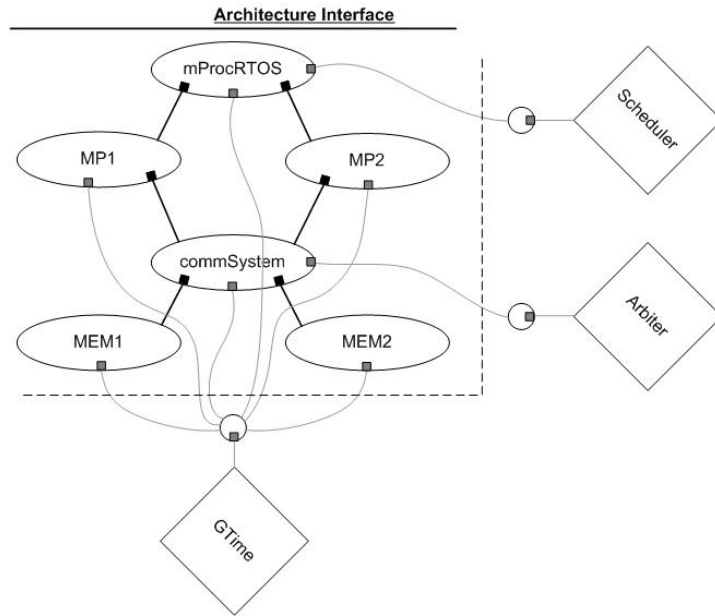 Architecture Interface
mProcRTOS
Scheduler
MP1
MP2
commSystem
Arbiter
MEM1
MEM2
GTime